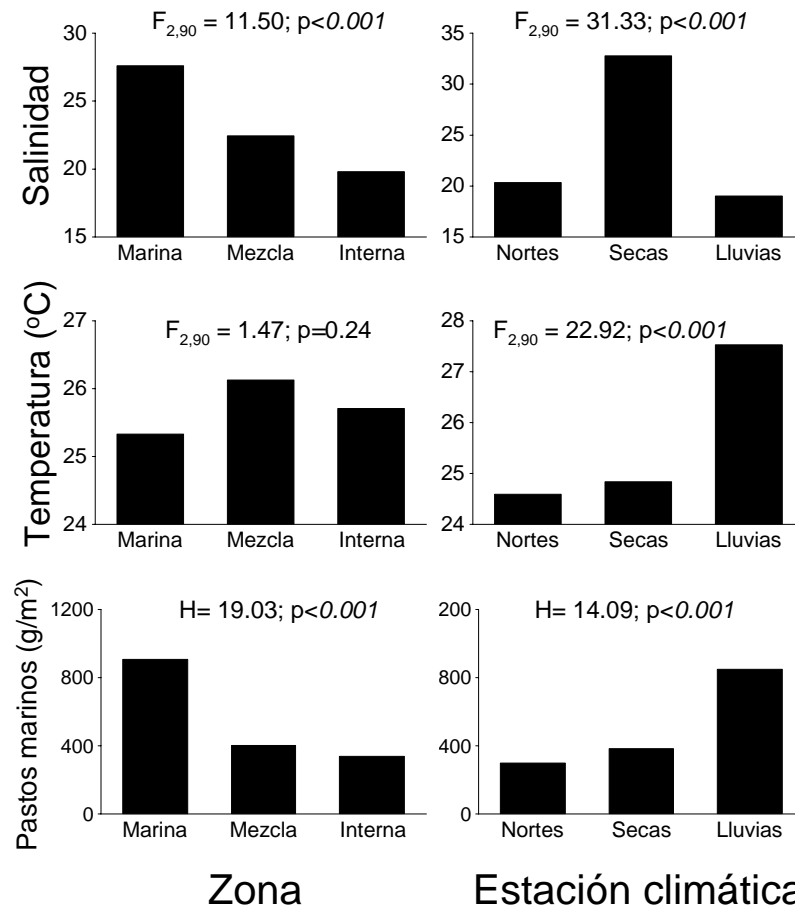 F2,90 = 11.50; p<0.001
F2,90 = 31.33; p<0.001
Salinidad
30
25
20
15
Marina Mezcla Interna
35
30
25
20
15
Nortes Secas Lluvias
F2,90 = 1.47; p=0.24
F2,90 = 22.92; p<0.001
Temperatura (oC)
27
26
25
24
Marina Mezcla Interna
28
27
26
25
24
Nortes Secas Lluvias
H= 19.03; p<0.001
H= 14.09; p<0.001
Pastos marinos (g/m2)
1200
800
400
0
Marina Mezcla Interna
200
800
400
0
Nortes Secas Lluvias
Zona
Estación climática